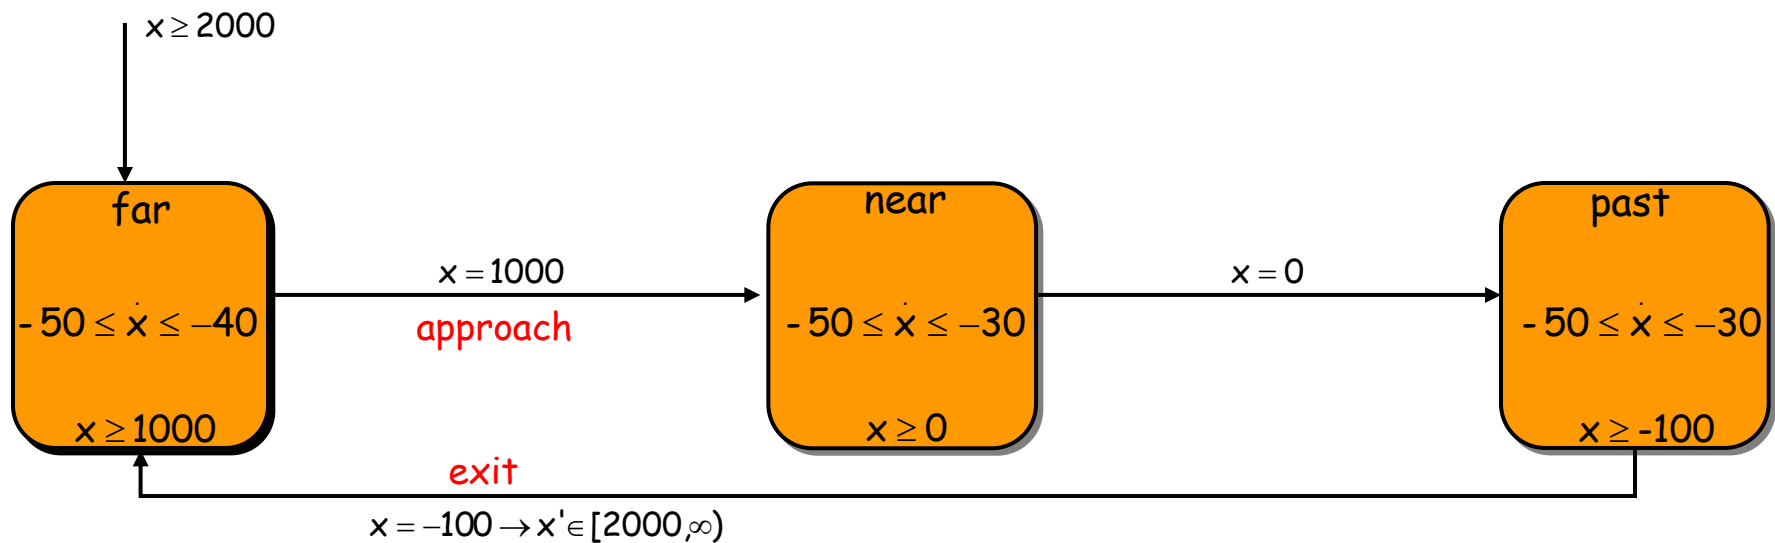 x ≥ 2000
far
near
past
x = 1000
x = 0
- 50 ≤ ẋ ≤ −40
approach
- 50 ≤ ẋ ≤ −30
- 50 ≤ ẋ ≤ −30
x ≥ 1000
x ≥ 0
x ≥ -100
exit
x = −100 → x' ∈ [2000,∞)